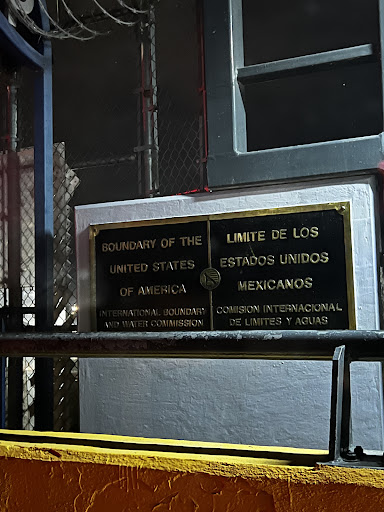 BOUNDARY OF THE
UNITED STATES
OF AMERICA
INTERNATIONAL BOUNDARY
AND WATER COMMISSION
LIMITE DE LOS
ESTADOS UNIDOS
MEXICANOS
COMISION INTERNACIONAL
DE LIMITES Y AGUAS